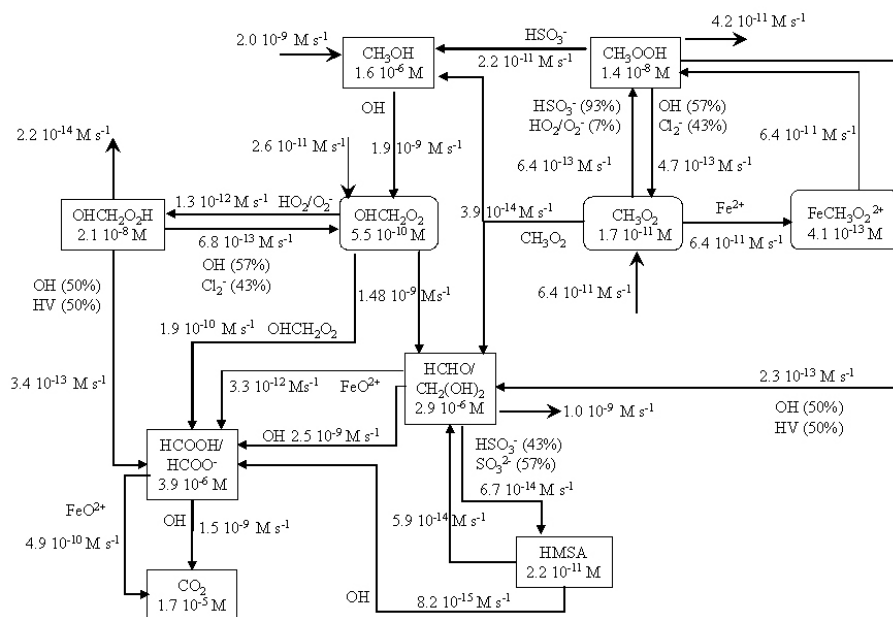 2.0 10⁻⁹ M s⁻¹
CH₃OH
1.6 10⁻⁶ M
HSO₃⁻
2.2 10⁻¹¹ M s⁻¹
CH₃OOH
1.4 10⁻⁸ M
4.2 10⁻¹¹ M s⁻¹
OH
1.9 10⁻⁹ M s⁻¹
2.6 10⁻¹¹ M s⁻¹
HSO₃⁻ (93%)
HO₂/O₂⁻ (7%)
6.4 10⁻¹³ M s⁻¹
OH (57%)
Cl₂⁻ (43%)
4.7 10⁻¹³ M s⁻¹
6.4 10⁻¹¹ M s⁻¹
2.2 10⁻¹⁴ M s⁻¹
OHCH₂O₂H
2.1 10⁻⁸ M
1.3 10⁻¹² M s⁻¹
HO₂/O₂⁻
6.8 10⁻¹³ M s⁻¹
OH (57%)
Cl₂⁻ (43%)
OHCH₂O₂
5.5 10⁻¹⁰ M
3.9 10⁻¹⁴ M s⁻¹
CH₃O₂
CH₃O₂
1.7 10⁻¹¹ M
Fe²⁺
6.4 10⁻¹¹ M s⁻¹
FeCH₃O₂²⁺
4.1 10⁻¹³ M
6.4 10⁻¹¹ M s⁻¹
OH (50%)
HV (50%)
3.4 10⁻¹³ M s⁻¹
1.48 10⁻⁹ Ms⁻¹
1.9 10⁻¹⁰ M s⁻¹
OHCH₂O₂
HCHO/
CH₂(OH)₂
2.9 10⁻⁶ M
3.3 10⁻¹² Ms⁻¹
FeO²⁺
2.3 10⁻¹³ M s⁻¹
OH (50%)
HV (50%)
1.0 10⁻⁹ M s⁻¹
OH 2.5 10⁻⁹ M s⁻¹
HCOOH/
HCOO⁻
3.9 10⁻⁶ M
HSO₃⁻ (43%)
SO₃²⁻ (57%)
6.7 10⁻¹⁴ M s⁻¹
5.9 10⁻¹⁴ M s⁻¹
FeO²⁺
4.9 10⁻¹⁰ M s⁻¹
OH
1.5 10⁻⁹ M s⁻¹
HMSA
2.2 10⁻¹¹ M
CO₂
1.7 10⁻⁵ M
OH
8.2 10⁻¹⁵ M s⁻¹